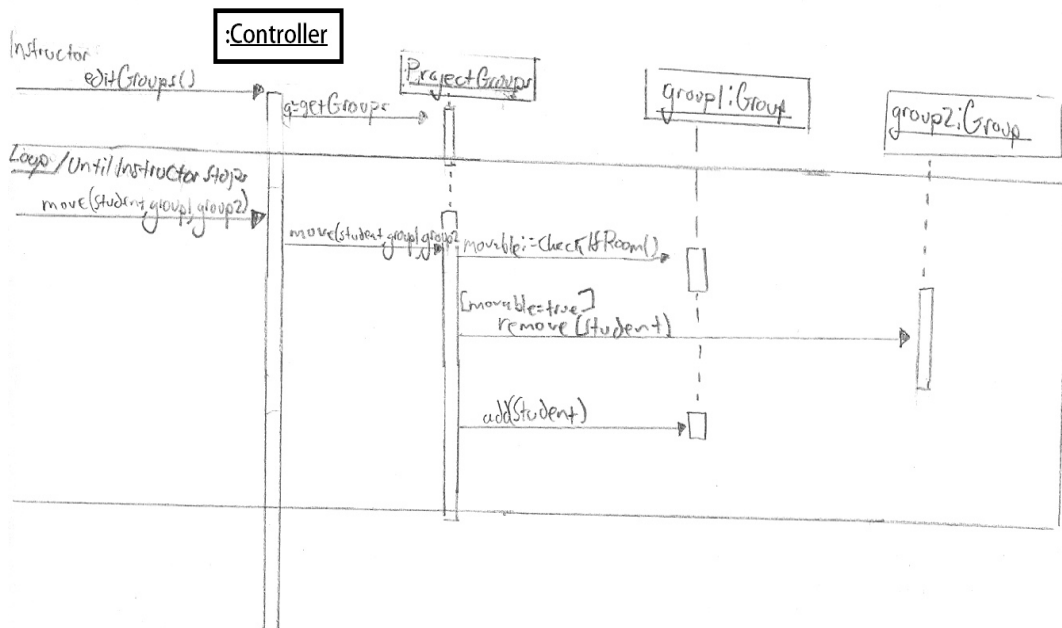 :Controller
Instructor
editGroups()
ProjectGroups
group1:Group
group2:Group
g=getGroups
Loop/Until Instructor Stops
move(student,group1,group2)
move(student,group1,group2
movable:=CheckIfRoom()
[movable=true]
remove(student)
add(Student)